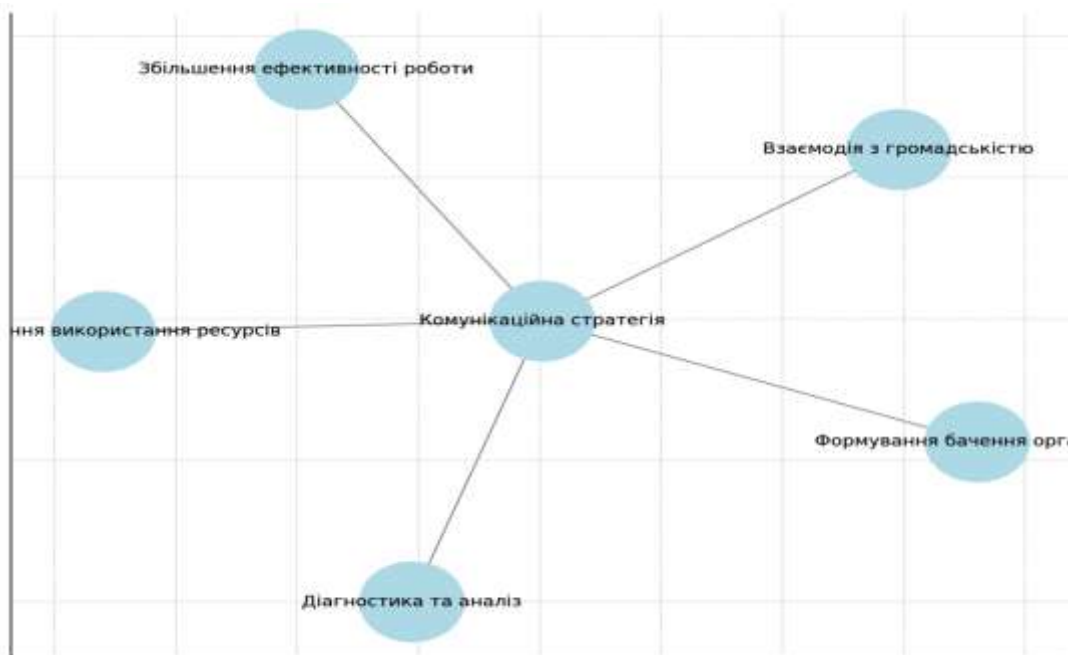 Збільшення ефективності роботи
Взаємодія з громадськістю
Комунікаційна стратегія
використання ресурсів
Формування бачення
Діагностика та аналіз